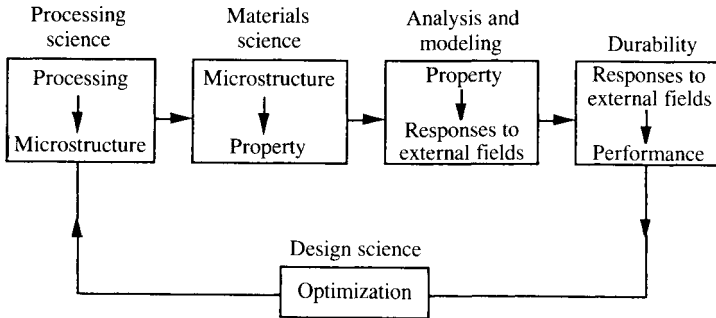 Processing
science
Processing
Microstructure
Materials
science
Microstructure
Property
Analysis and
modeling
Property
Responses to
external fields
Durability
Responses to
external fields
Performance
Design science
Optimization